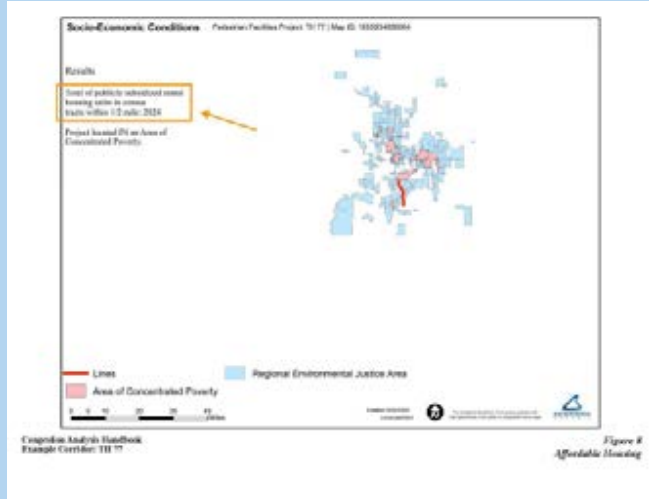 Socio-Economic Conditions Pedestrian Facilities Project: TH 77 | Map ID:
Results
Total of publicly subsidized rental
housing units in census
tracts within 1/2 mile: 2024
Project located IN an Area of
Concentrated Poverty.
Lines
Regional Environmental Justice Area
Area of Concentrated Poverty
Congestion Analysis Handbook
Example Corridor: TH 77
Figure 8
Affordable Housing